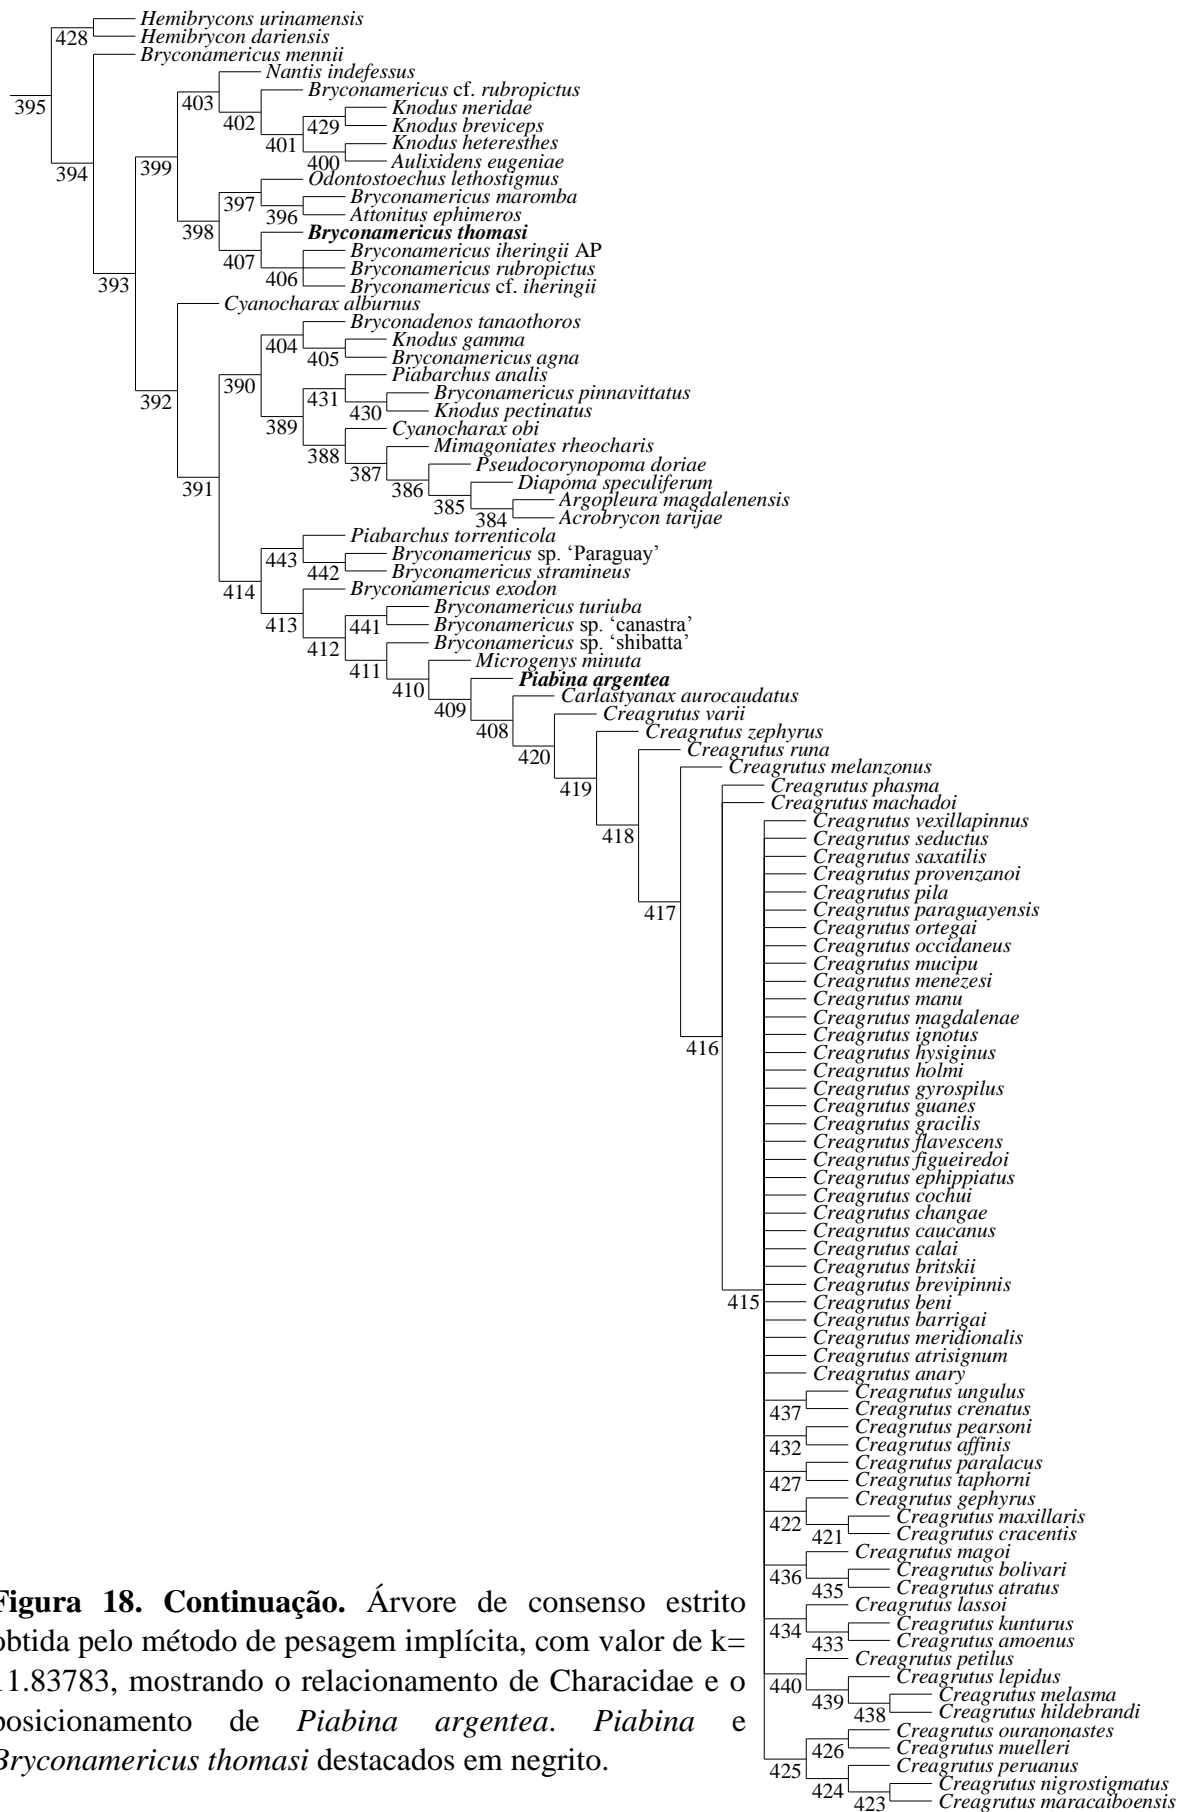 Hemibrycons urinamensis
428
Hemibrycon dariensis
Bryconamericus mennii
Nantis indefessus
395
403
Bryconamericus cf. rubropictus
Knodus meridae
402
429
Knodus breviceps
401
Knodus heteresthes
394
399
400
Aulixidens eugeniae
Odontostoechus lethostigmus
397
Bryconamericus maromba
396
Attonitus ephimeros
398
Bryconamericus thomasi
Bryconamericus iheringii AP
407
Bryconamericus rubropictus
393
406
Bryconamericus cf. iheringii
Cyanocharax alburnus
Bryconadenos tanaothoros
404
Knodus gamma
405
Bryconamericus agna
390
Piabarchus analis
392
431
Bryconamericus pinnavittatus
430
Knodus pectinatus
389
Cyanocharax obi
388
Mimagoniates rheocharis
387
Pseudocorynopoma doriae
391
386
Diapoma speculiferum
385
Argopleura magdalenensis
384
Acrobrycon tarijae
Piabarchus torrenticola
443
Bryconamericus sp. ‘Paraguay’
442
Bryconamericus stramineus
414
Bryconamericus exodon
Bryconamericus turiuba
413
441
Bryconamericus sp. ‘canastra’
412
Bryconamericus sp. ‘shibatta’
411
Microgenys minuta
410
Piabina argentea
409
Carlastyanax aurocaudatus
408
Creagrutus varii
420
Creagrutus zephyrus
Creagrutus runa
419
Creagrutus melanzonus
Creagrutus phasma
Creagrutus machadoi
418
Creagrutus vexillapinnus
Creagrutus seductus
Creagrutus saxatilis
Creagrutus provenzanoi
Creagrutus pila
417
Creagrutus paraguayensis
Creagrutus ortegai
Creagrutus occidaneus
Creagrutus mucipu
Creagrutus menezesi
Creagrutus manu
Creagrutus magdalenae
Creagrutus ignotus
416
Creagrutus hysiginus
Creagrutus holmi
Creagrutus gyrospilus
Creagrutus guanes
Creagrutus gracilis
Creagrutus flavescens
Creagrutus figueiredoi
Creagrutus ephippiatus
Creagrutus cochui
Creagrutus changae
Creagrutus caucanus
Creagrutus calai
Creagrutus britskii
Creagrutus brevipinnis
415
Creagrutus beni
Creagrutus barrigai
Creagrutus meridionalis
Creagrutus atrisignum
Creagrutus anary
Creagrutus ungulus
437
Creagrutus crenatus
Creagrutus pearsoni
432
Creagrutus affinis
Creagrutus paralacus
427
Creagrutus taphorni
Creagrutus gephyrus
422
Creagrutus maxillaris
421
Creagrutus cracentis
Creagrutus magoi
436
Creagrutus bolivari
435
Creagrutus atratus
Creagrutus lassoi
434
Creagrutus kunturus
433
Creagrutus amoenus
Creagrutus petilus
440
Creagrutus lepidus
439
Creagrutus melasma
438
Creagrutus hildebrandi
Creagrutus ouranonastes
426
Creagrutus muelleri
425
Creagrutus peruanus
424
Creagrutus nigrostigmatus
423
Creagrutus maracaiboensis
Figura 18. Continuação. Árvore de consenso estrito
obtida pelo método de pesagem implícita, com valor de k=
11.83783, mostrando o relacionamento de Characidae e o
posicionamento de Piabina argentea. Piabina e
Bryconamericus thomasi destacados em negrito.